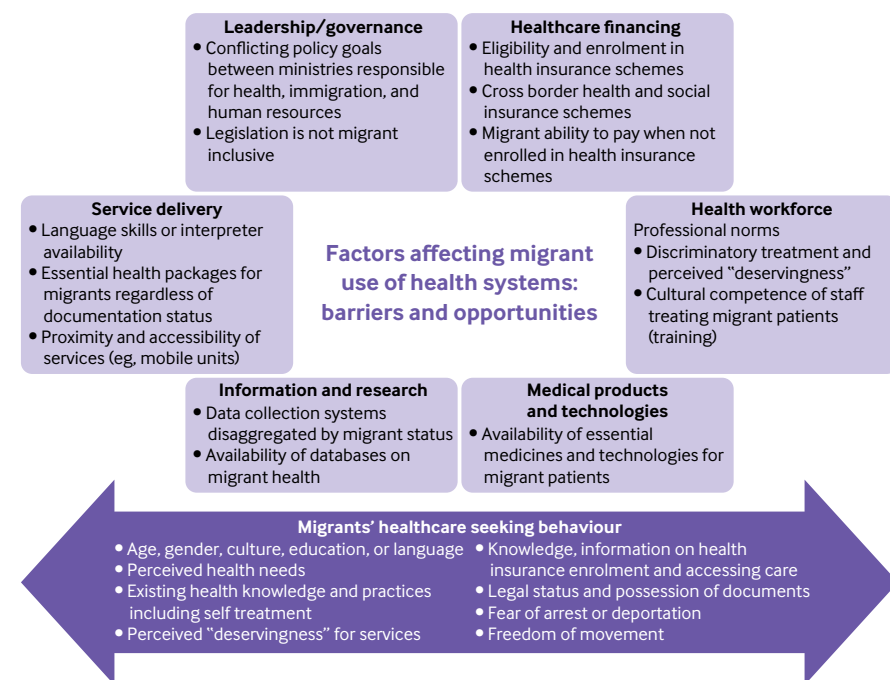 Leadership/governance
• Conflicting policy goals
between ministries responsible
for health, immigration, and
human resources
• Legislation is not migrant
inclusive
Healthcare financing
• Eligibility and enrolment in
health insurance schemes
• Cross border health and social
insurance schemes
• Migrant ability to pay when not
enrolled in health insurance
schemes
Service delivery
• Language skills or interpreter
availability
• Essential health packages for
migrants regardless of
documentation status
• Proximity and accessibility of
services (eg, mobile units)
Factors affecting migrant
use of health systems:
barriers and opportunities
Health workforce
Professional norms
• Discriminatory treatment and
perceived “deservingness”
• Cultural competence of staff
treating migrant patients
(training)
Information and research
• Data collection systems
disaggregated by migrant status
• Availability of databases on
migrant health
Medical products
and technologies
• Availability of essential
medicines and technologies for
migrant patients
Migrants’ healthcare seeking behaviour
• Age, gender, culture, education, or language
• Perceived health needs
• Existing health knowledge and practices
including self treatment
• Perceived “deservingness” for services
• Knowledge, information on health
insurance enrolment and accessing care
• Legal status and possession of documents
• Fear of arrest or deportation
• Freedom of movement